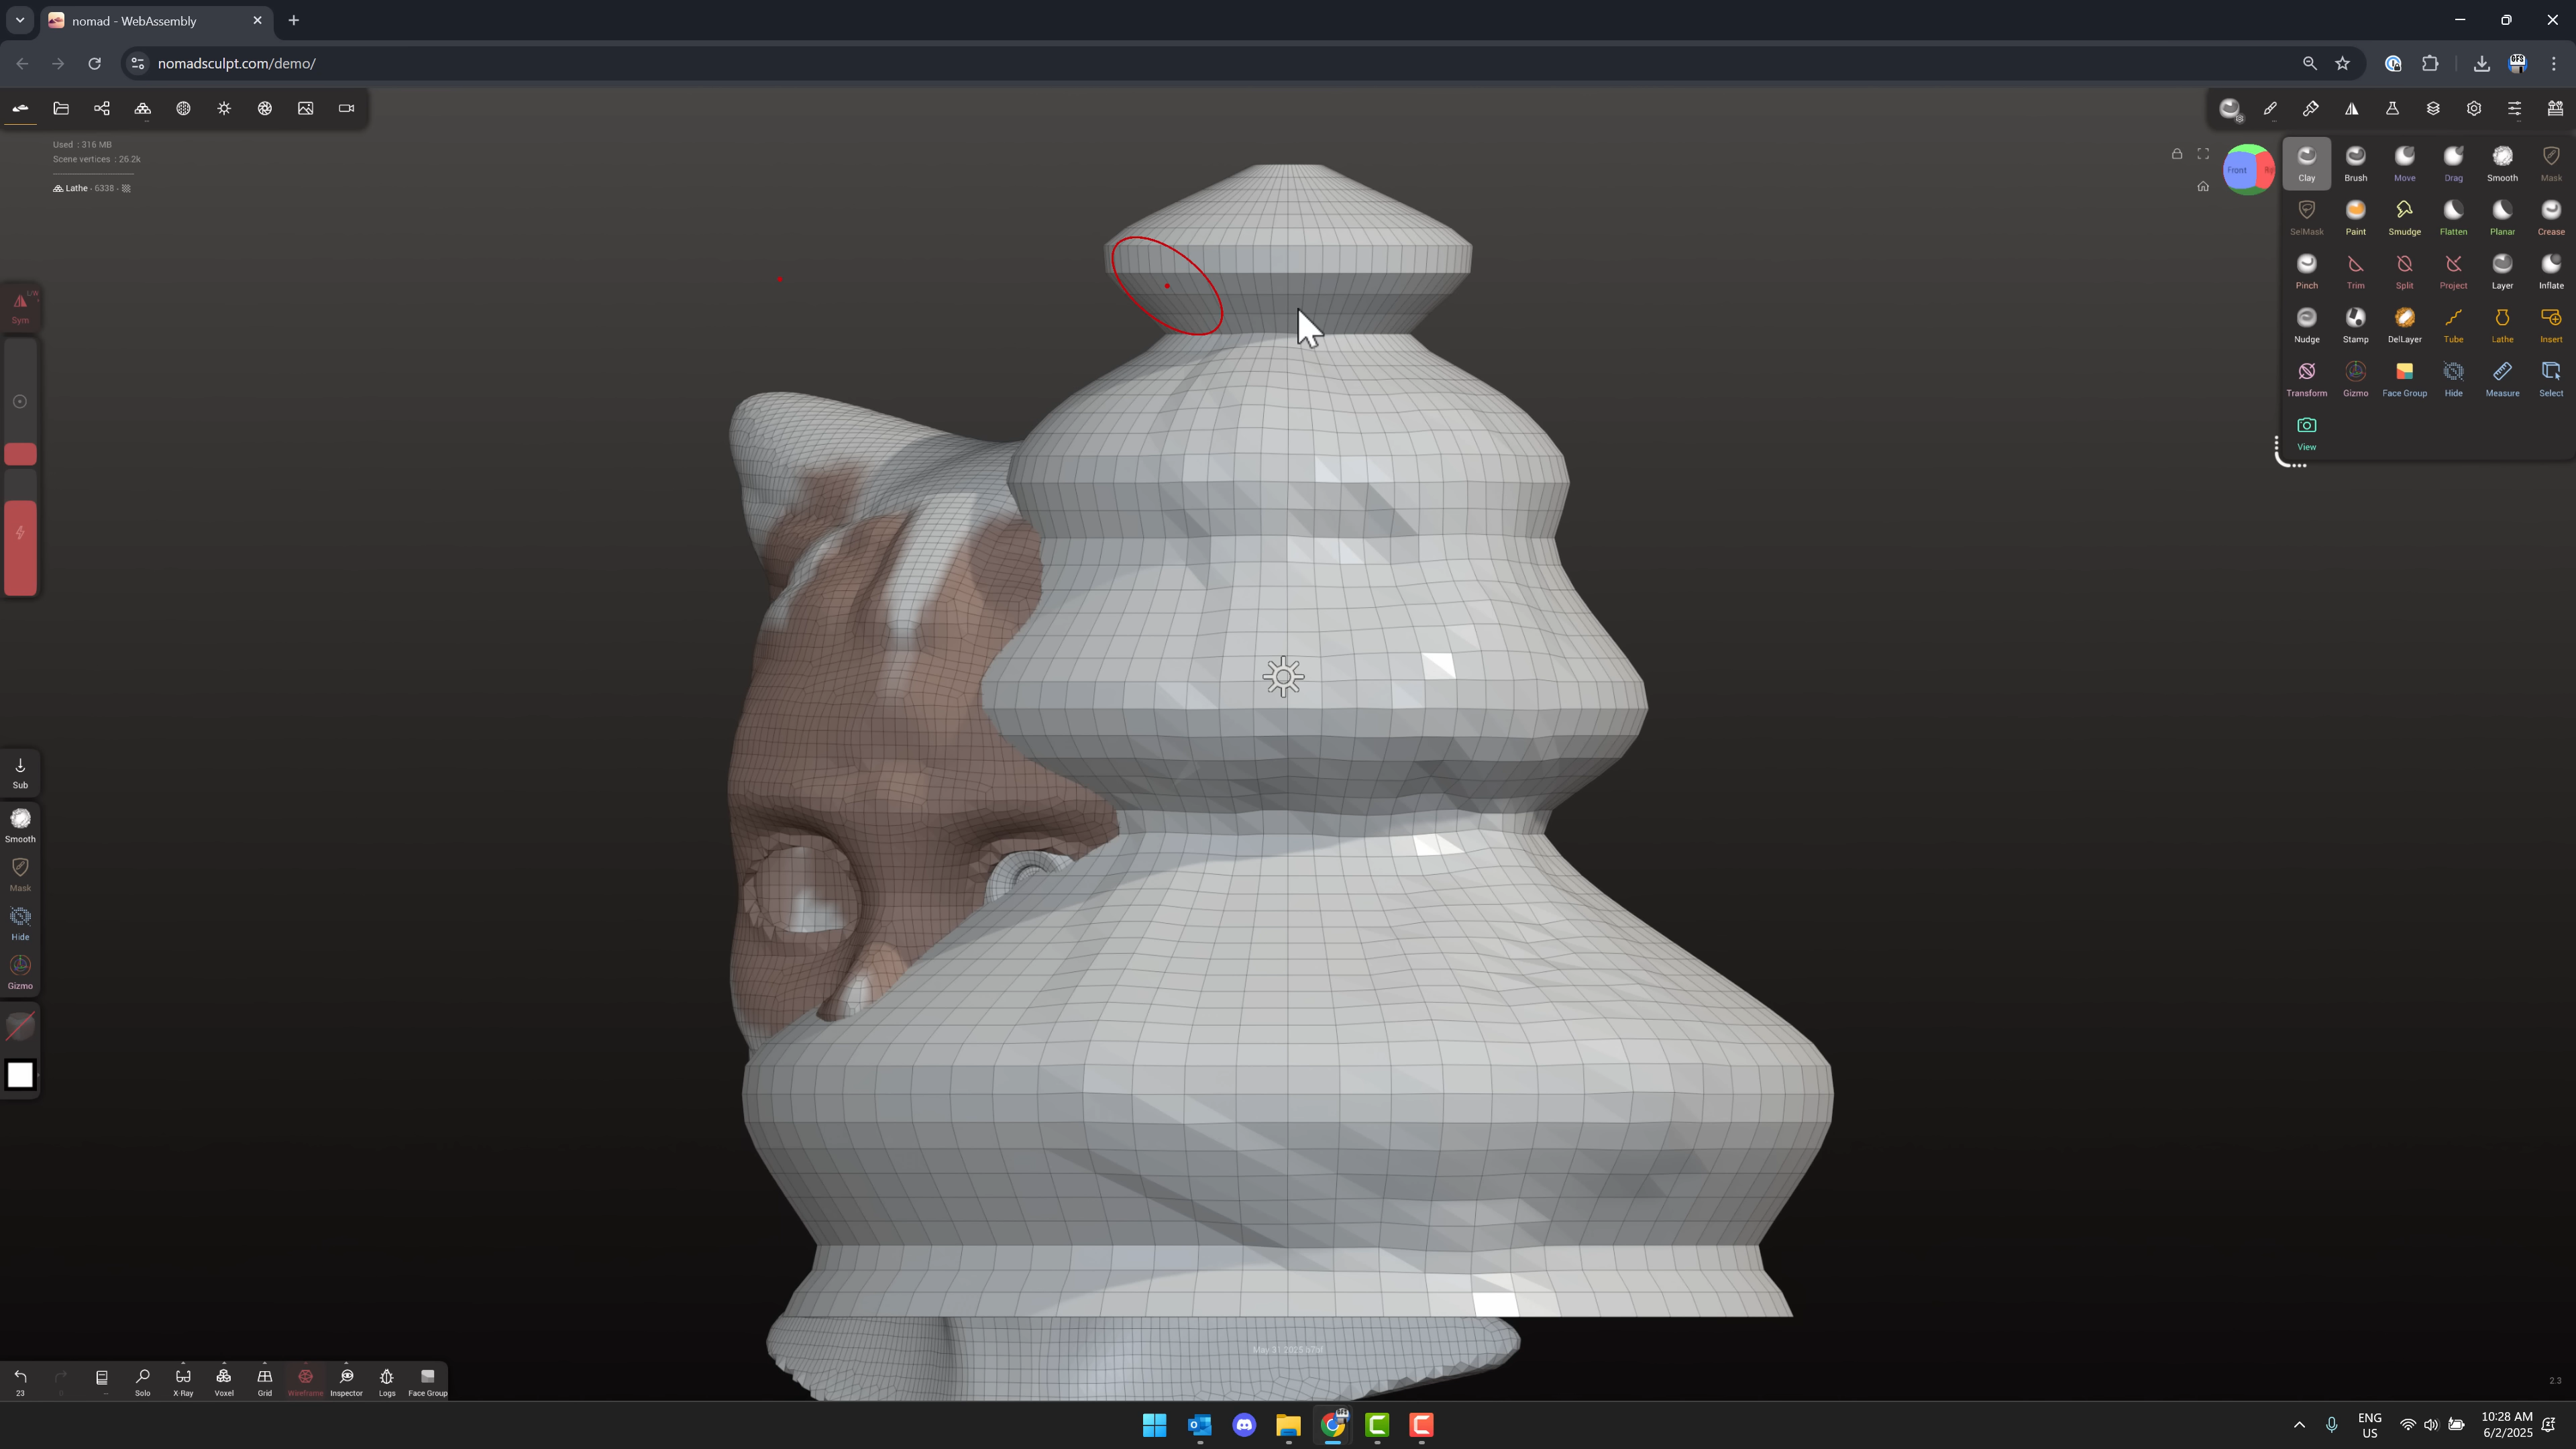 nomad - WebAssembly
nomadsculpt.com/demo/
Used : 316 MB
Scene vertices : 26.2k
Lathe - 6338 -
Front
Clay
Brush
Move
Drag
Smooth
Mask
SelMask
Paint
Smudge
Flatten
Planar
Crease
Pinch
Trim
Split
Project
Layer
Inflate
Nudge
Stamp
DelLayer
Tube
Lathe
Insert
Transform
Gizmo
Face Group
Hide
Measure
Select
View
L/W
Sym
Sub
Smooth
Mask
Hide
Gizmo
23
Solo
X-Ray
Voxel
Grid
Wireframe
Inspector
Logs
Face Group
2.3
ENG
US
10:28 AM
6/2/2025